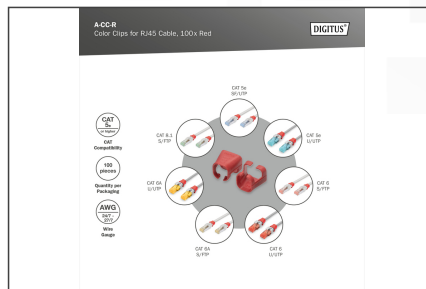 A-CC-R
Color Clips for RJ45 Cable, 100x Red
DIGITUS®
CAT 5e
SF/UTP
CAT
5e
or higher
CAT
Compatibility
CAT 8.1
S/FTP
CAT 5e
U/UTP
100
pieces
Quantity per
Packaging
CAT 6A
U/UTP
CAT 6
S/FTP
AWG
24/7 -
27/7
Wire
Gauge
CAT 6A
S/FTP
CAT 6
U/UTP